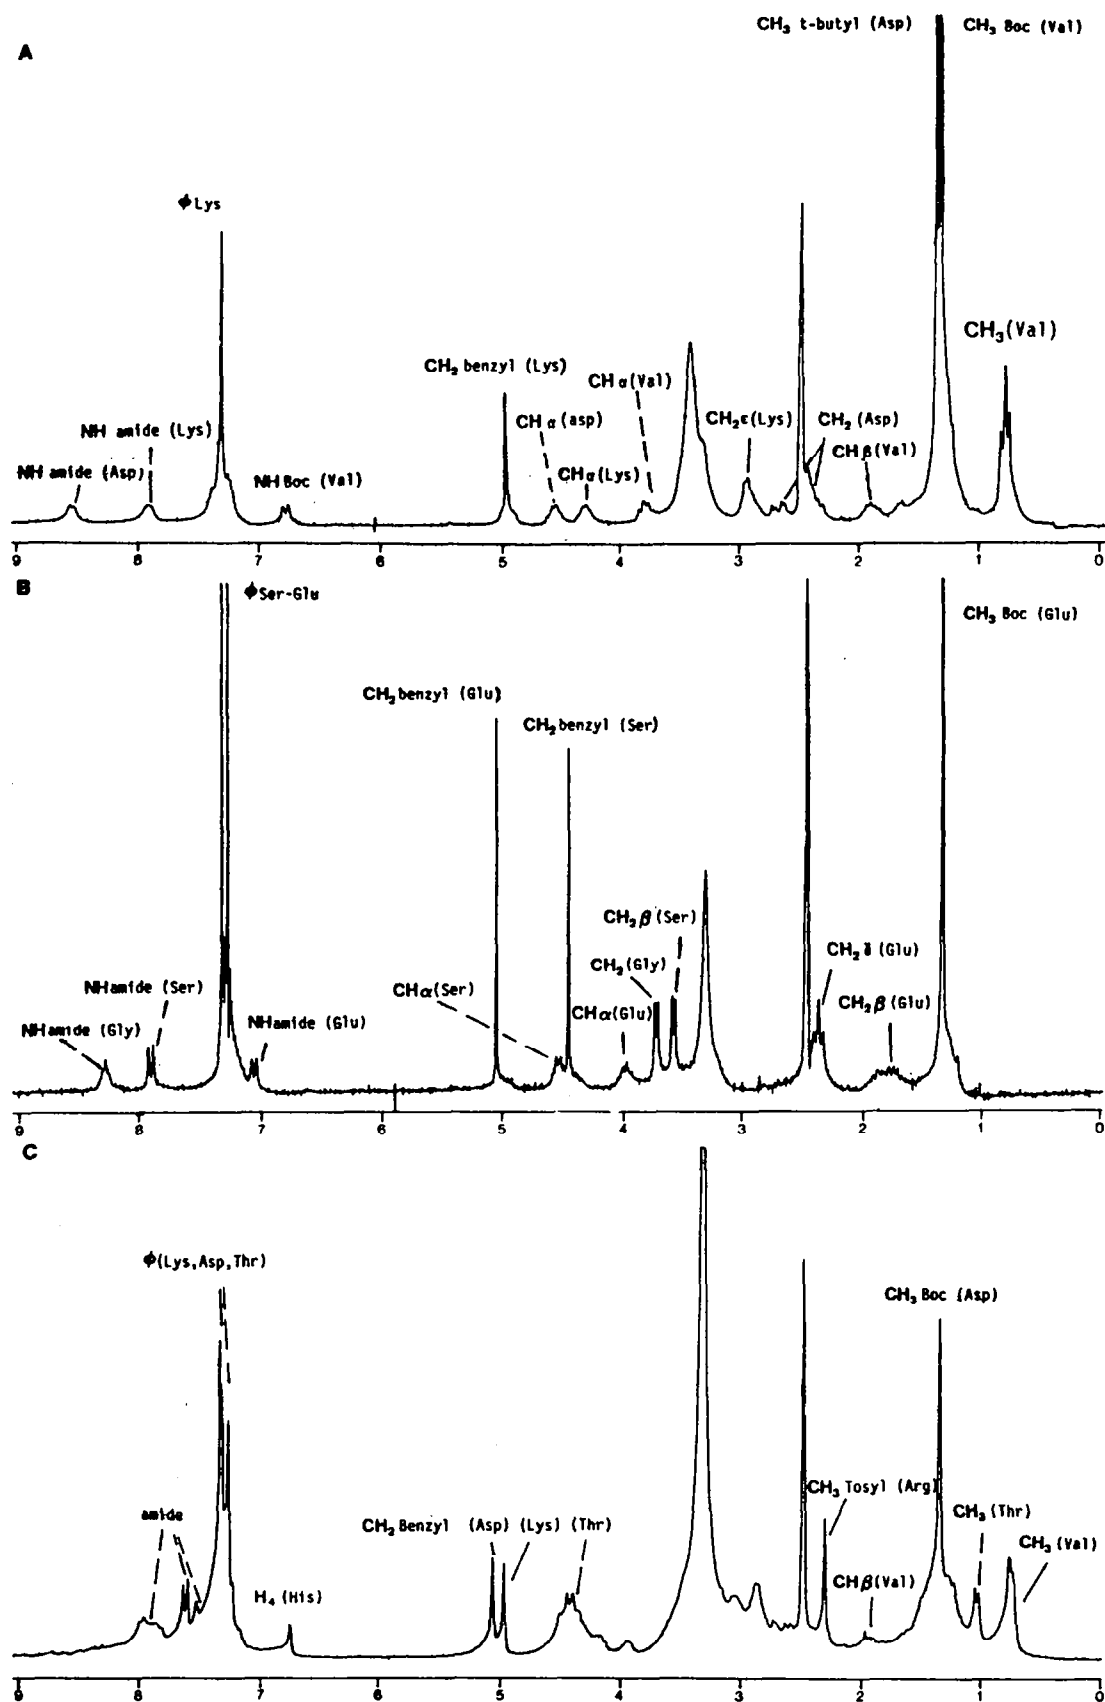 A
CH₃ t-butyl (Asp) CH₃ Boc (Val)
ϕLys
CH₃(Val)
CH₂ benzyl (Lys)
CH α(Val)
NH amide (Lys)
CH α(asp)
CH₂ε(Lys)
CH₂ (Asp)
NH amide (Asp)
NH Boc (Val)
CHα(Lys)
CHβ(Val)
9 8 7 6 5 4 3 2 1 0
B
ϕSer-Glu
CH₃ Boc (Glu)
CH₂benzyl (Glu)
CH₂benzyl (Ser)
CH₂β(Ser)
CH₂(Gly)
CH₂ɣ(Glu)
NHamide (Ser)
CHα(Ser)
CH₂β(Glu)
NHamide (Gly)
NHamide (Glu)
CHα(Glu)
9 8 7 6 5 4 3 2 1 0
C
ϕ(Lys,Asp,Thr)
CH₃ Boc (Asp)
CH₃ Tosyl (Arg)
amide
CH₂ Benzyl (Asp) (Lys) (Thr)
CH₃ (Thr)
CH₃ (Val)
H₄ (His)
CHβ(Val)
9 8 7 6 5 4 3 2 1 0